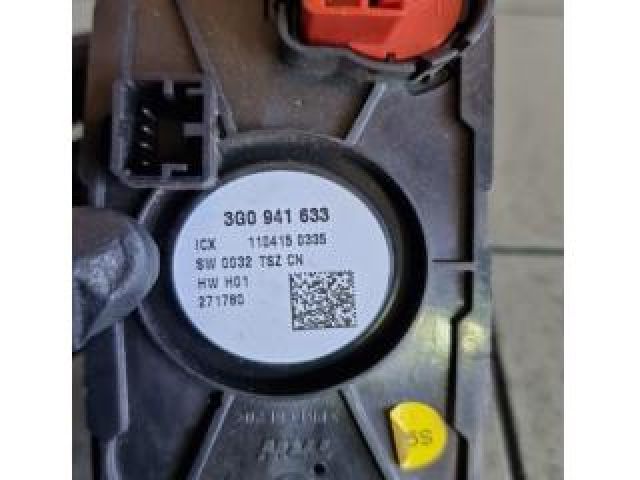 3G0 941 633
ICX 110415 0335
SW 0032 TSZ CN
HW H01
271780